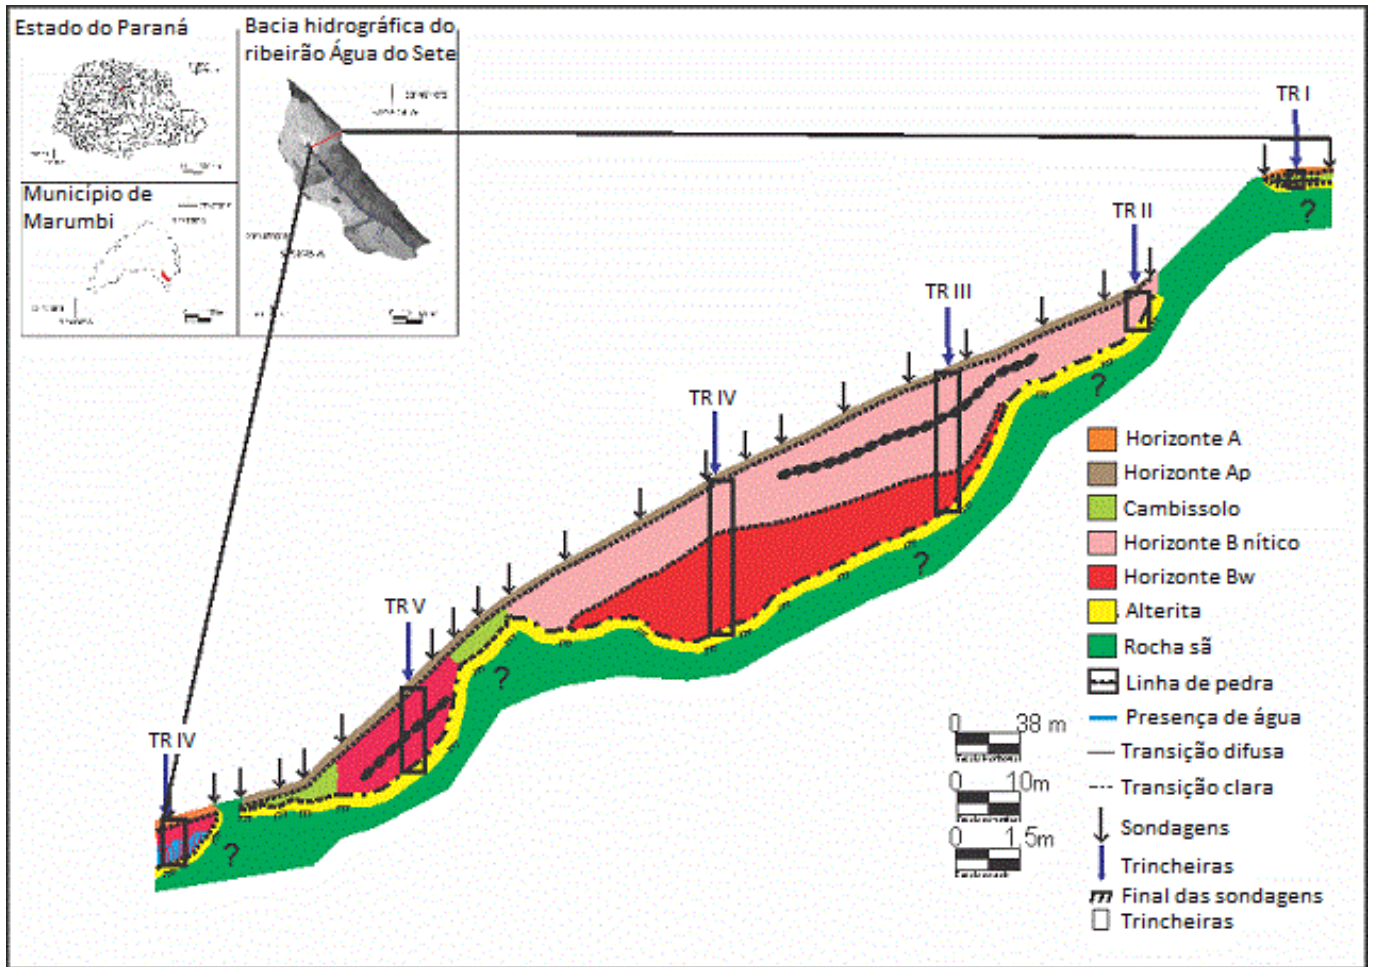 Estado do Paraná
Bacia hidrográfica do
ribeirão Água do Sete
Município de
Marumbi
TR I
TR II
TR III
TR IV
TR V
TR IV
?
?
?
?
?
Horizonte A
Horizonte Ap
Cambissolo
Horizonte B nítico
Horizonte Bw
Alterita
Rocha sã
Linha de pedra
Presença de água
Transição difusa
Transição clara
Sondagens
Trincheiras
Final das sondagens
Trincheiras
0 38 m
0 10m
0 1,5m